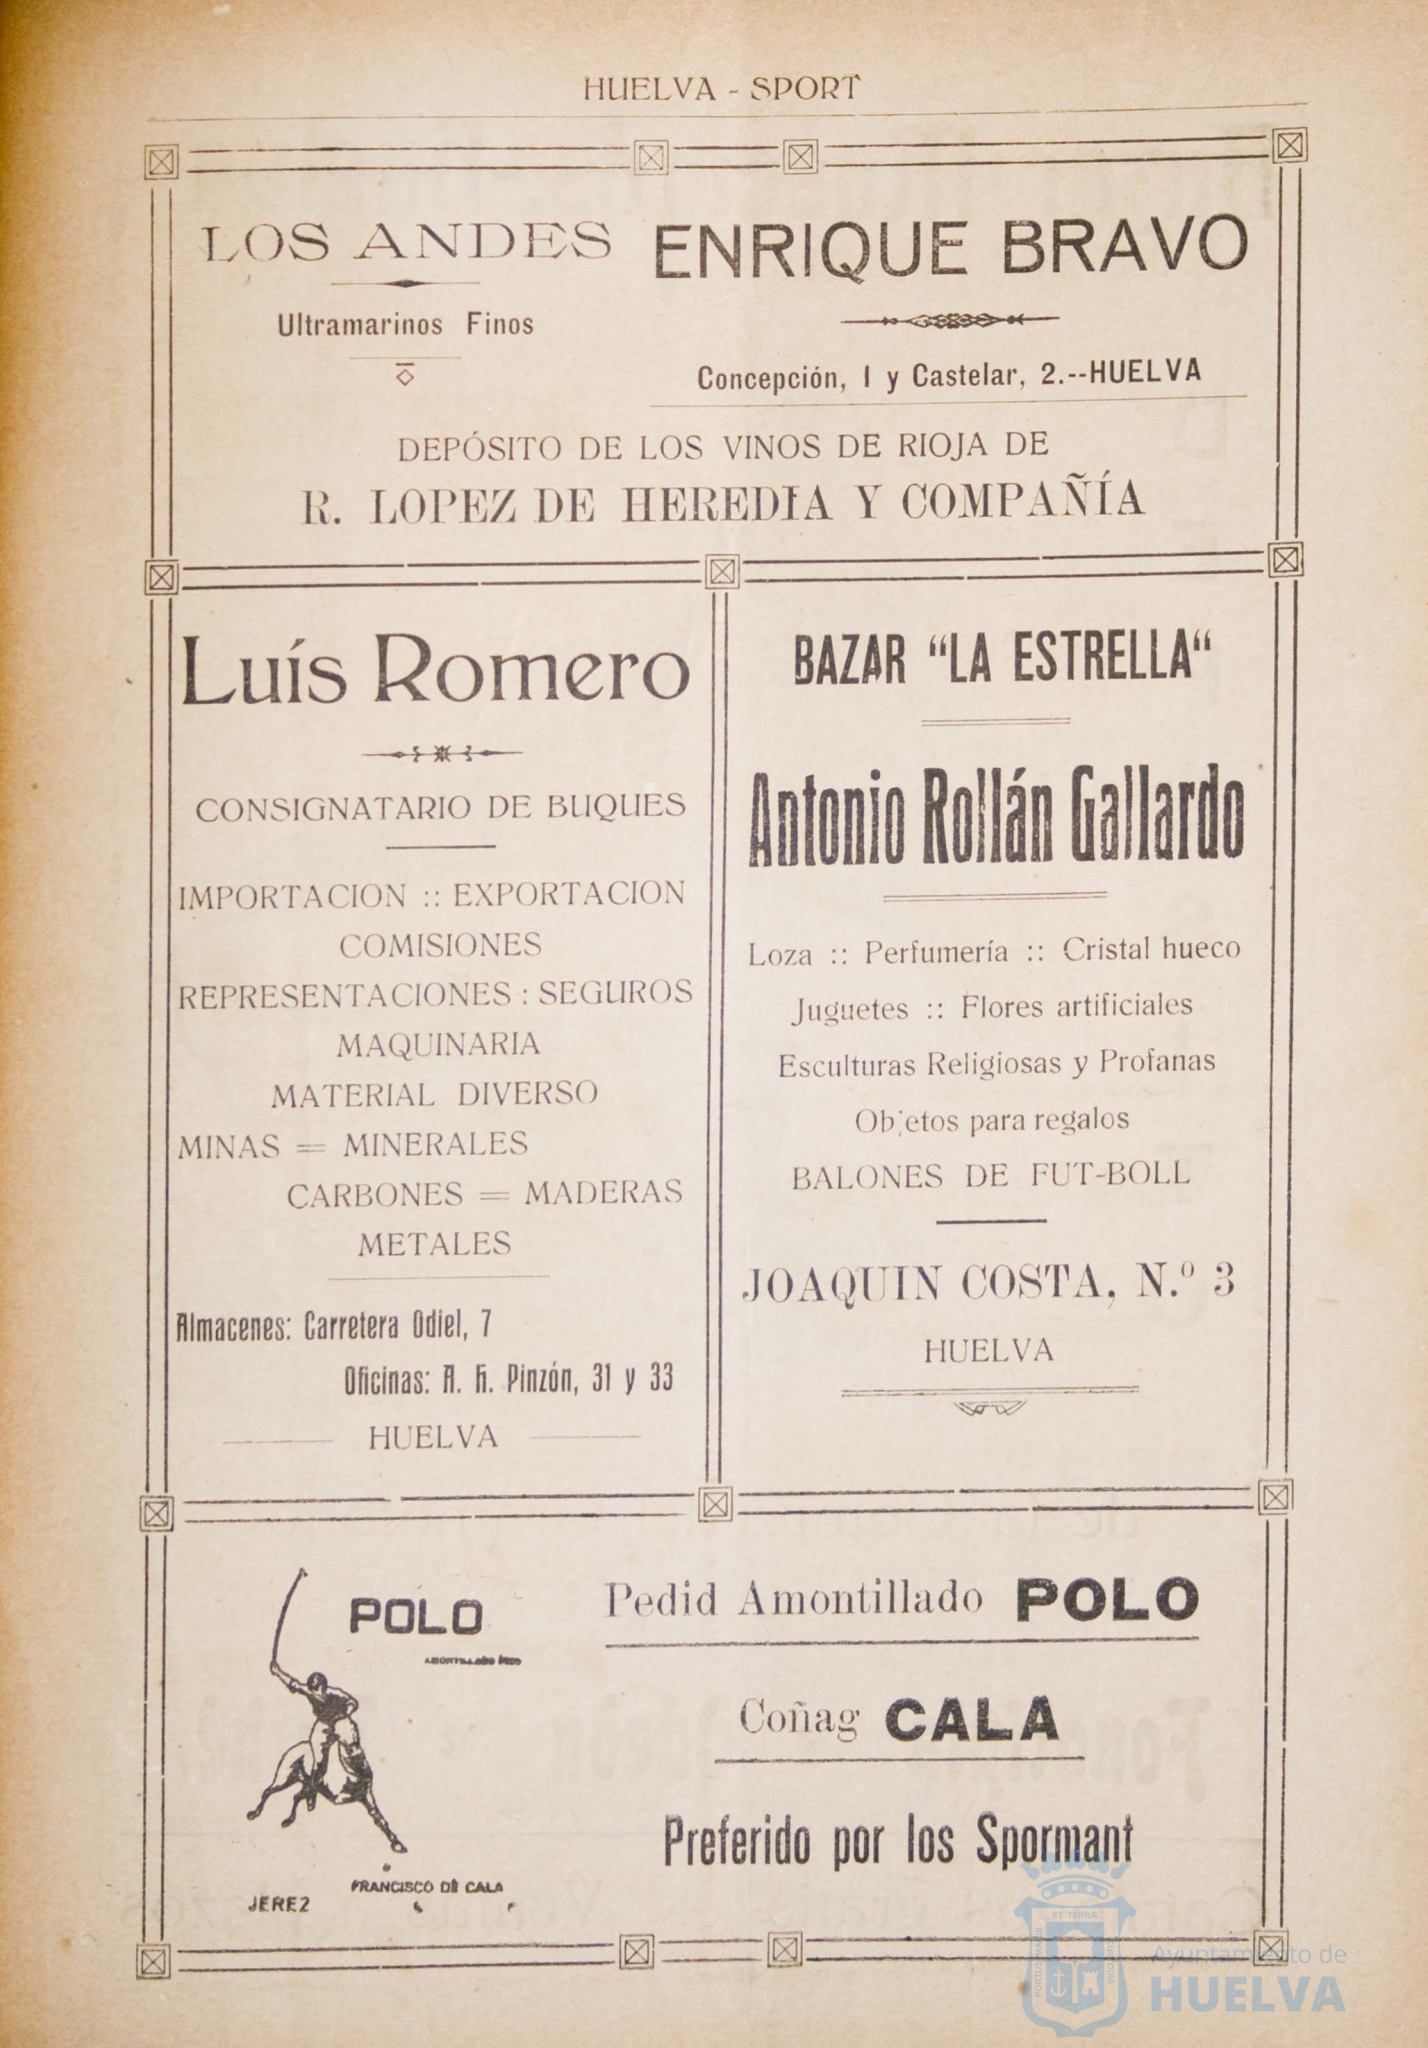 HUELVA - SPORT
LOS ANDES
Ultramarinos Finos
ENRIQUE BRAVO
Concepción, 1 y Castelar, 2.--HUELVA
DEPÓSITO DE LOS VINOS DE RIOJA DE
R. LOPEZ DE HEREDIA Y COMPAÑÍA
Luís Romero
CONSIGNATARIO DE BUQUES
IMPORTACION :: EXPORTACION
COMISIONES
REPRESENTACIONES : SEGUROS
MAQUINARIA
MATERIAL DIVERSO
MINAS = MINERALES
CARBONES = MADERAS
METALES
Almacenes: Carretera Odiel, 7
Oficinas: A. H. Pinzón, 31 y 33
HUELVA
BAZAR “LA ESTRELLA“
Antonio Rollán Gallardo
Loza :: Perfumería :: Cristal hueco
Juguetes :: Flores artificiales
Esculturas Religiosas y Profanas
Objetos para regalos
BALONES DE FUT-BOLL
JOAQUIN COSTA, N.º 3
HUELVA
POLO
FRANCISCO DE CALA
JEREZ
Pedid Amontillado POLO
Coñag CALA
Preferido por los Spormant
Ayuntamiento de
HUELVA